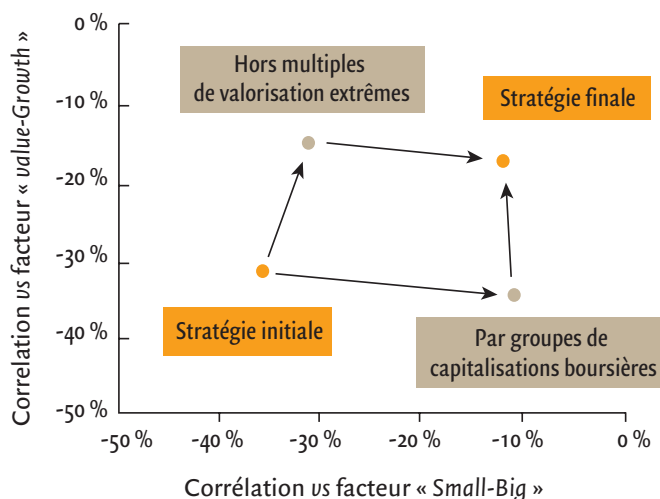 0 %
-10 %
-20 %
-30 %
-40 %
-50 %
Correlation vs facteur « value-Growth »
Hors multiples
de valorisation extrêmes
Stratégie finale
Stratégie initiale
Par groupes de
capitalisations boursières
-50 %
-40 %
-30 %
-20 %
-10 %
0 %
Corrélation vs facteur « Small-Big »